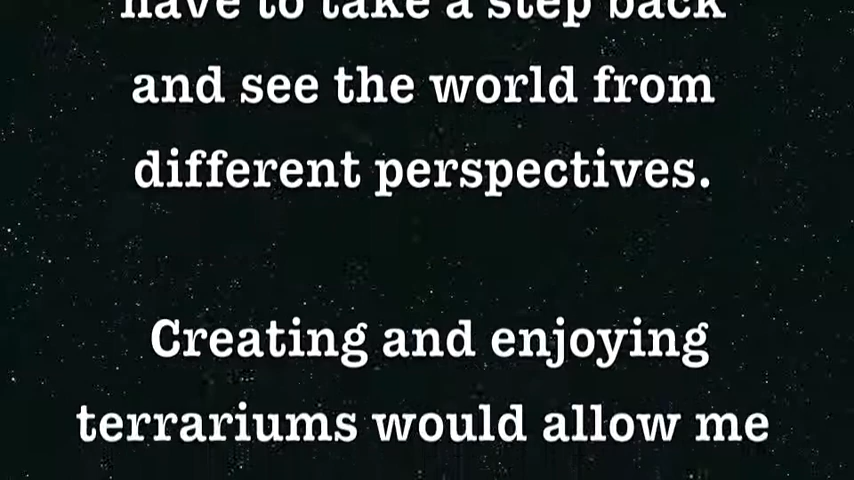 have to take a step back
and see the world from
different perspectives.
Creating and enjoying
terrariums would allow me